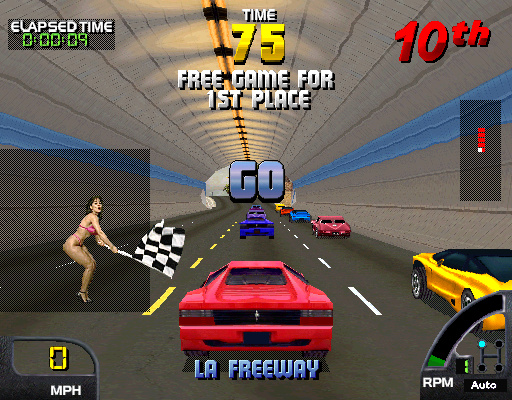 ELAPSED TIME
0:00:09
TIME
75
10th
FREE GAME FOR
1ST PLACE
GO
0
MPH
LA FREEWAY
RPM
1
Auto